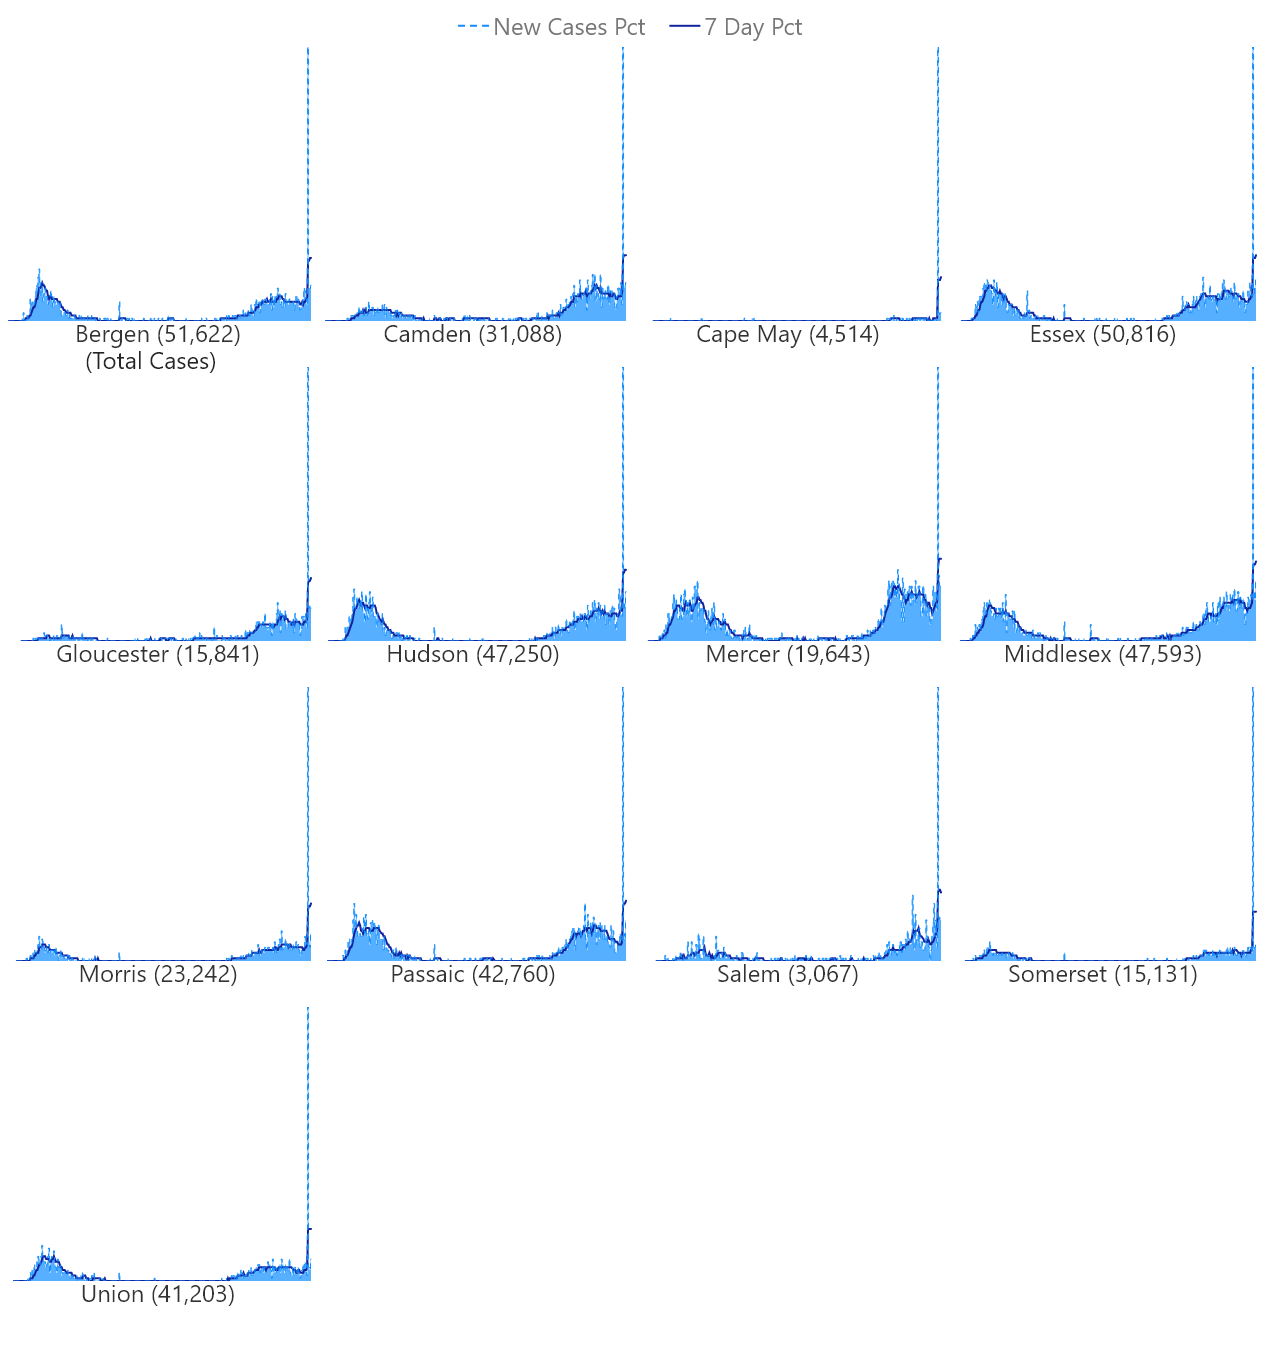 New Cases Pct 7 Day Pct
Bergen (51,622)
(Total Cases)
Camden (31,088)
Cape May (4,514)
Essex (50,816)
Gloucester (15,841)
Hudson (47,250)
Mercer (19,643)
Middlesex (47,593)
Morris (23,242)
Passaic (42,760)
Salem (3,067)
Somerset (15,131)
Union (41,203)